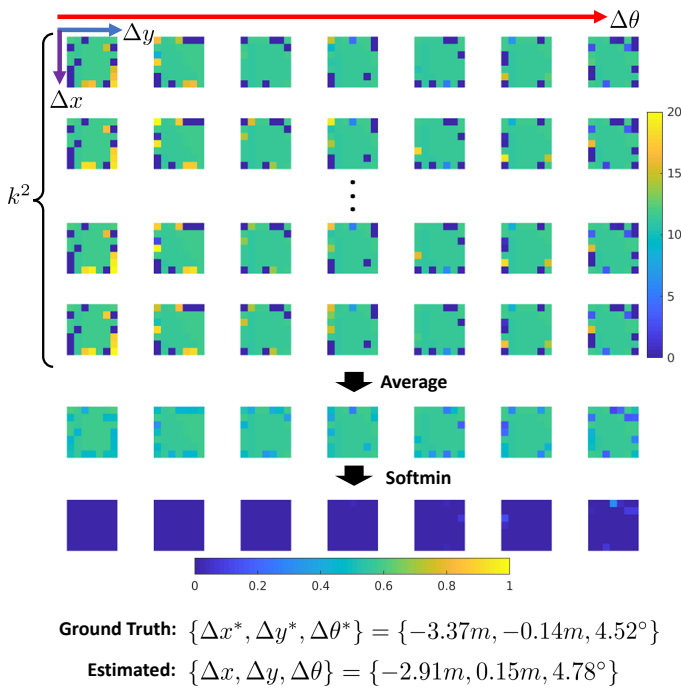 Δθ
Δy
Δx
k²
20
15
10
5
0
Average
Softmin
0 0.2 0.4 0.6 0.8 1
Ground Truth: {Δx*, Δy*, Δθ*} = {−3.37m, −0.14m, 4.52°}
Estimated: {Δx, Δy, Δθ} = {−2.91m, 0.15m, 4.78°}